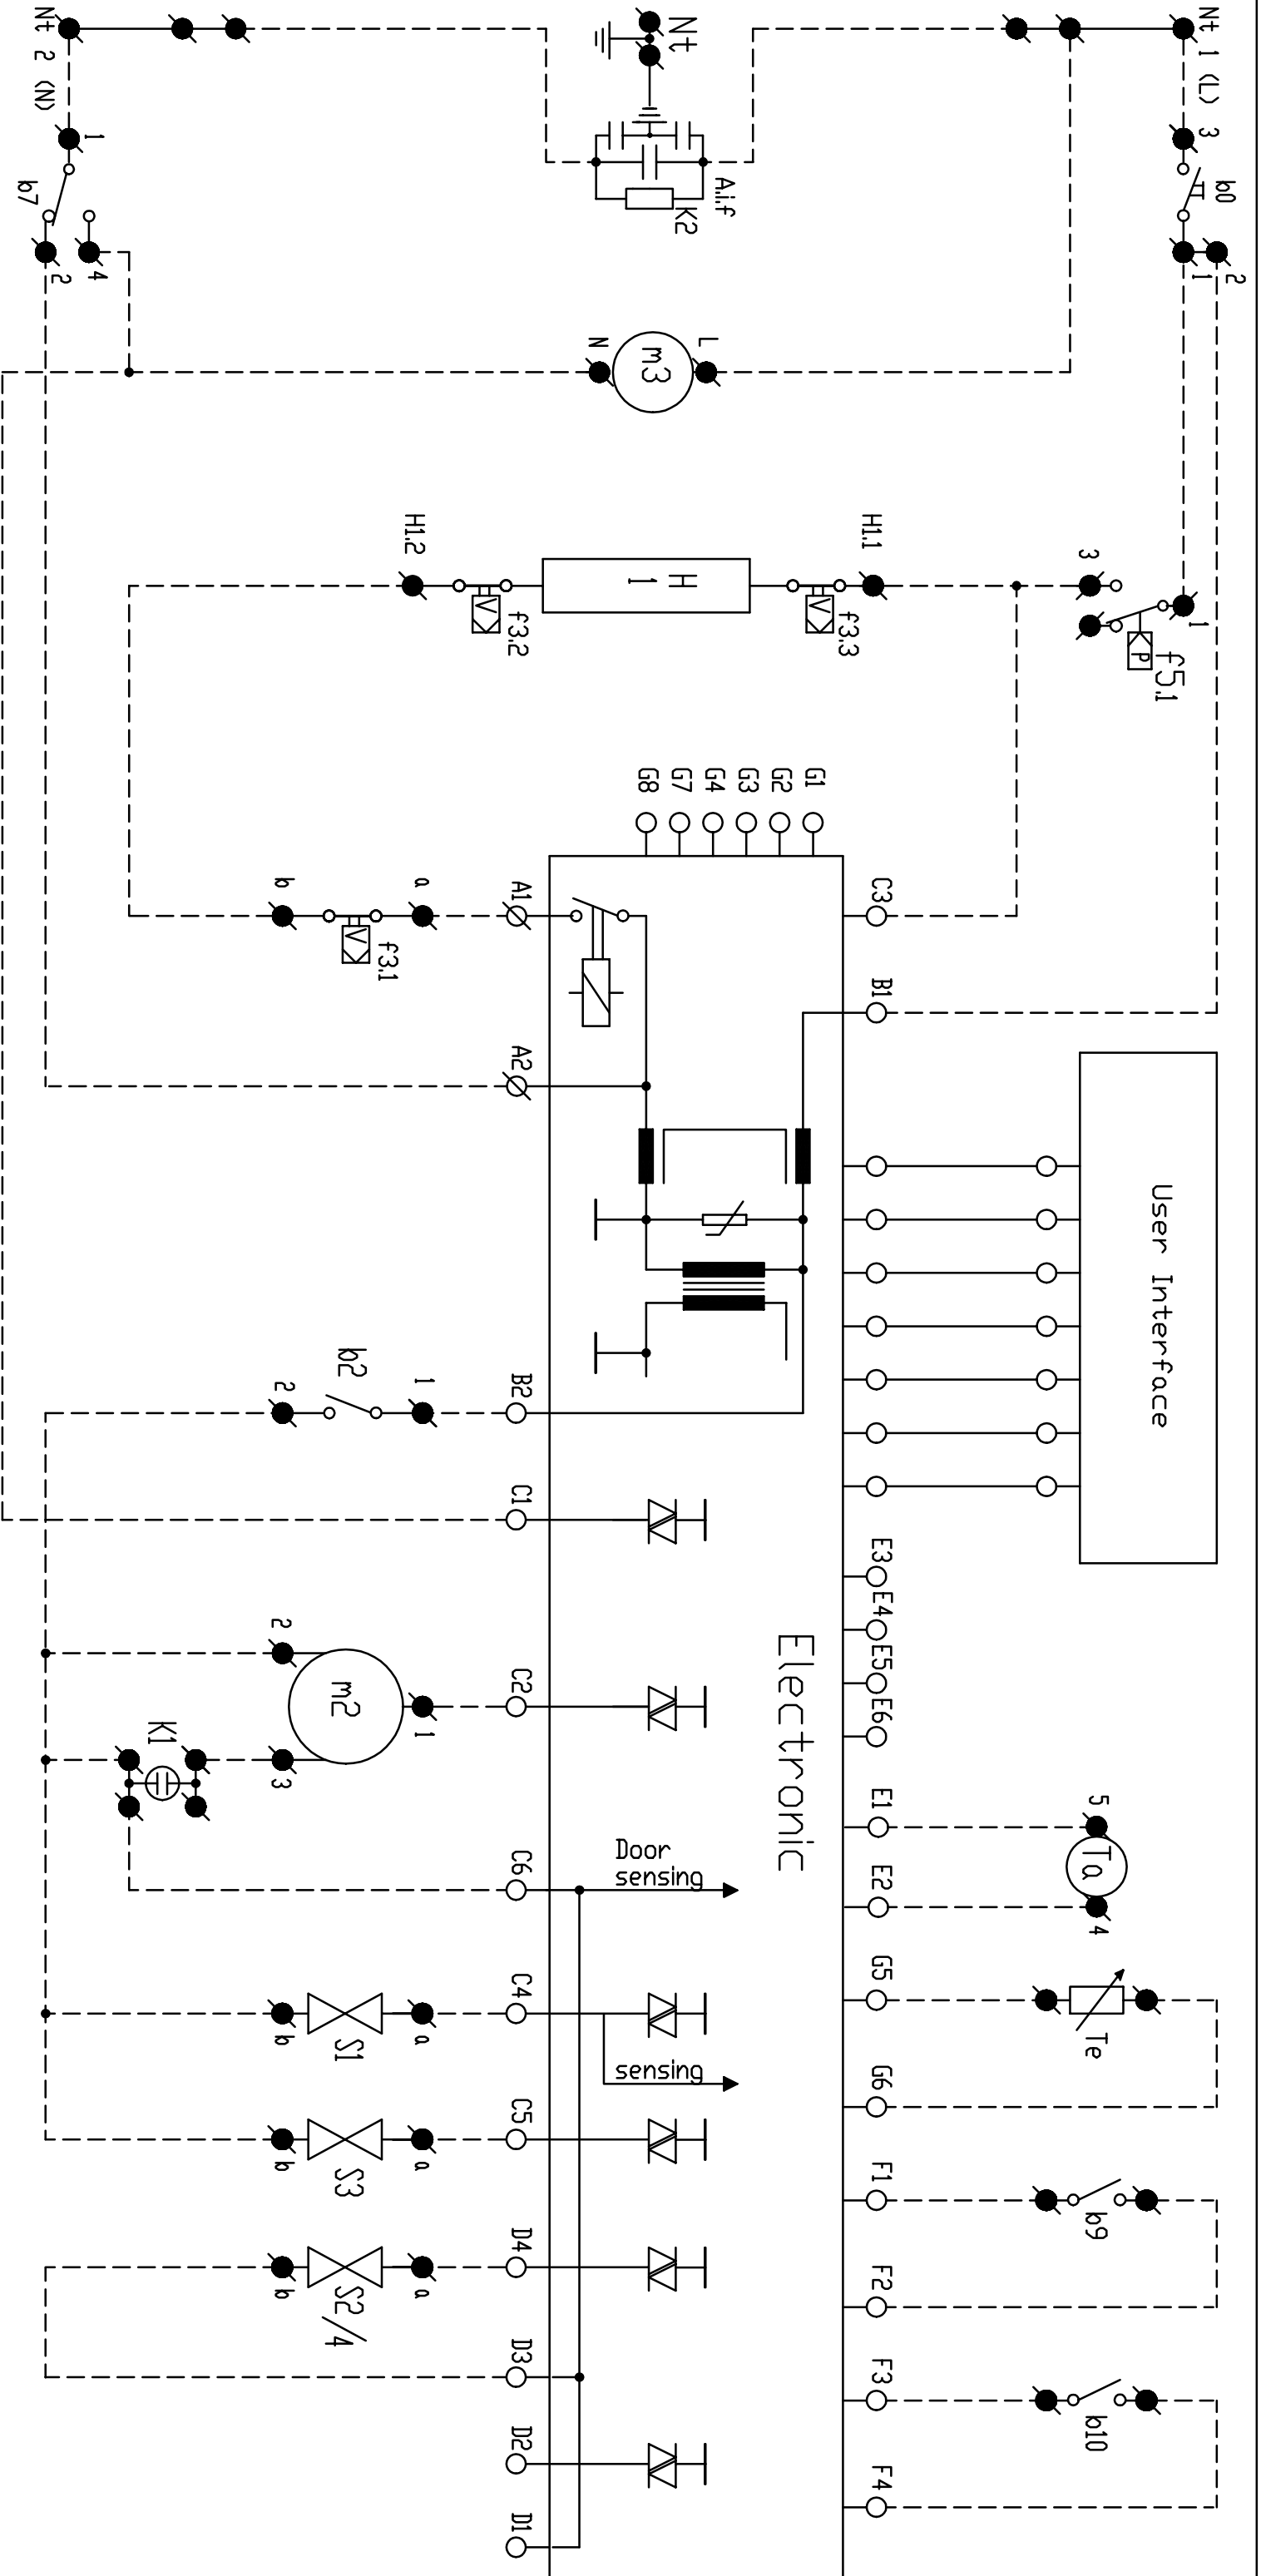 Nt 1 (L)
3
b0
1
2
Nt
A.i.f
K2
Nt 2 (N)
1
b7
2
4
L
m3
N
3
1
P
f5.1
H1.1
V
f3.3
H
1
V
f3.2
H1.2
G1
G2
G3
G4
G7
G8
C3
B1
A1
a
V
f3.1
b
A2
User Interface
B2
1
b2
2
C1
E3
E4
E5
E6
Electronic
C2
1
m2
2
3
K1
E1
E2
5
Ta
4
C6
Door
sensing
G5
G6
Te
C4
sensing
a
S1
b
C5
a
S3
b
F1
F2
b9
D4
a
S2/4
b
D3
F3
F4
b10
D2
D1